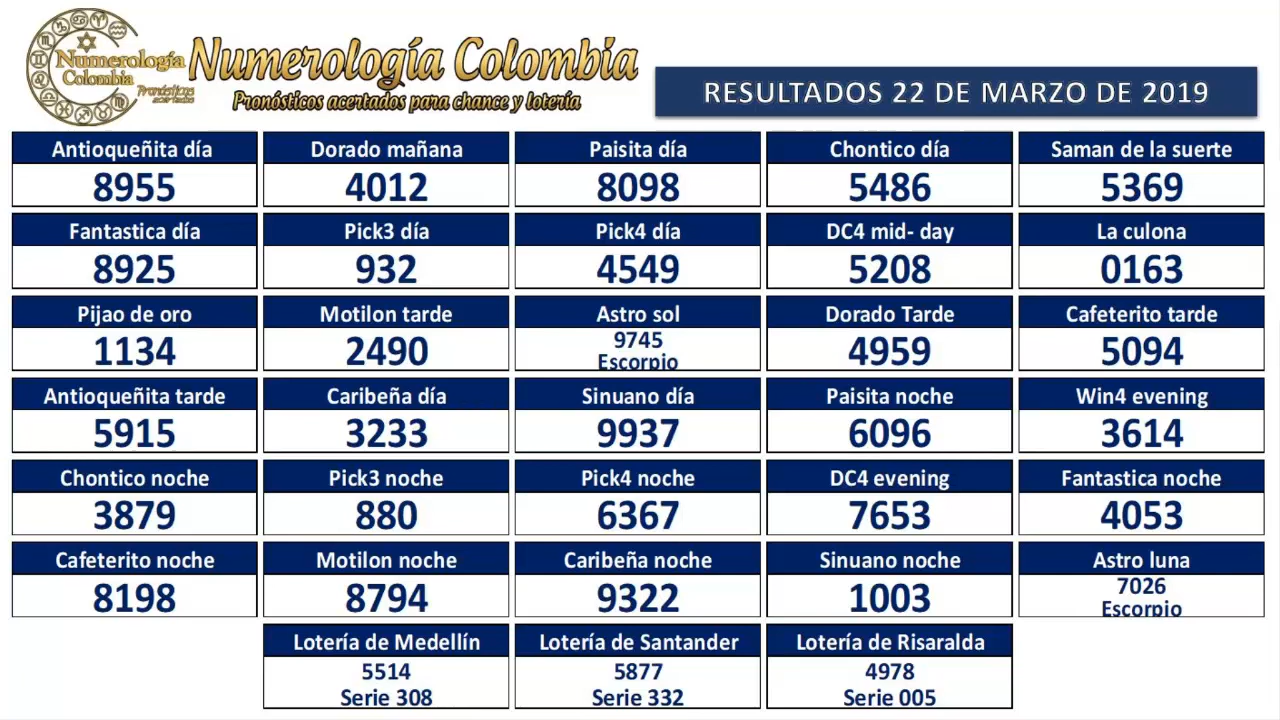 Numerología
Colombia
Pronósticos
acertados
Numerología Colombia
Pronósticos acertados para chance y lotería
RESULTADOS 22 DE MARZO DE 2019
Antioqueñita día Dorado mañana Paisita día Chontico día Saman de la suerte
8955 4012 8098 5486 5369
Fantastica día Pick3 día Pick4 día DC4 mid- day La culona
8925 932 4549 5208 0163
Pijao de oro Motilon tarde Astro sol Dorado Tarde Cafeterito tarde
1134 2490 9745 4959 5094
Escorpio
Antioqueñita tarde Caribeña día Sinuano día Paisita noche Win4 evening
5915 3233 9937 6096 3614
Chontico noche Pick3 noche Pick4 noche DC4 evening Fantastica noche
3879 880 6367 7653 4053
Cafeterito noche Motilon noche Caribeña noche Sinuano noche Astro luna
8198 8794 9322 1003 7026
Escorpio
Lotería de Medellín Lotería de Santander Lotería de Risaralda
5514 5877 4978
Serie 308 Serie 332 Serie 005